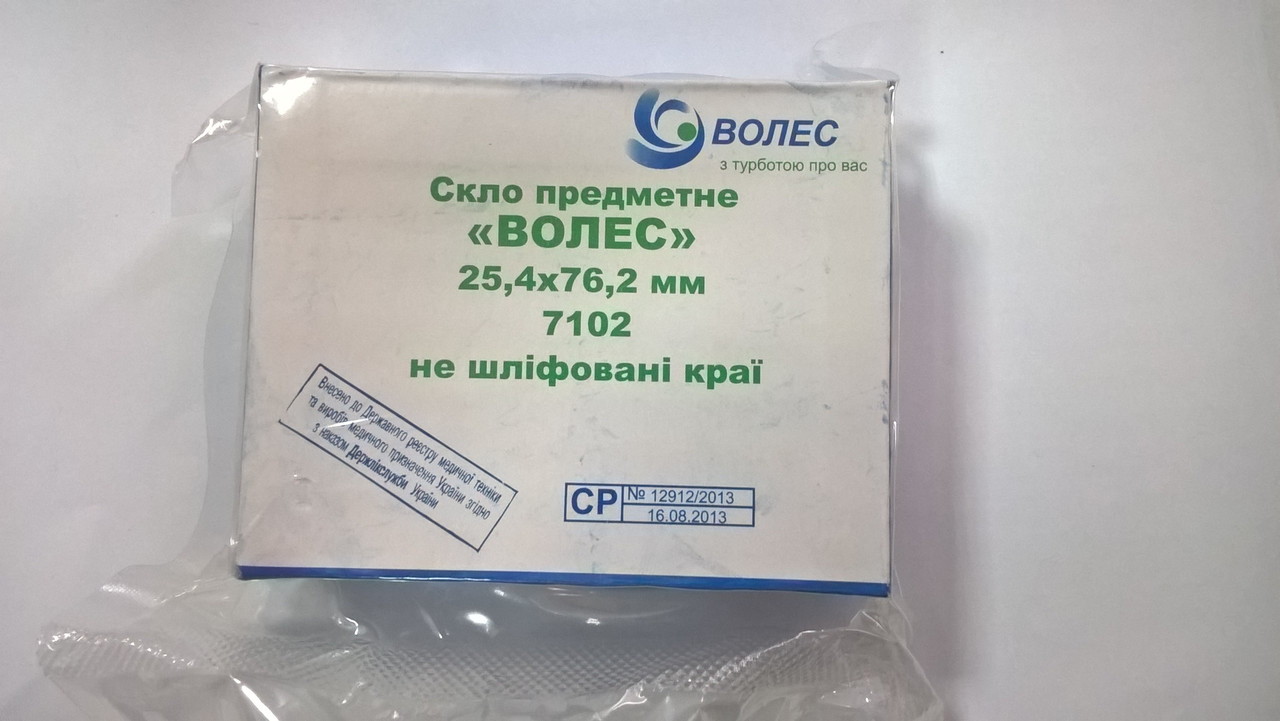 ВОЛЕС
з турботою про вас
Скло предметне
«ВОЛЕС»
25,4х76,2 мм
7102
не шліфовані краї
Внесено до Державного реєстру медичної техніки
та виробів медичного призначення України згідно
з наказом Держлікслужби України
СР № 12912/2013
16.08.2013